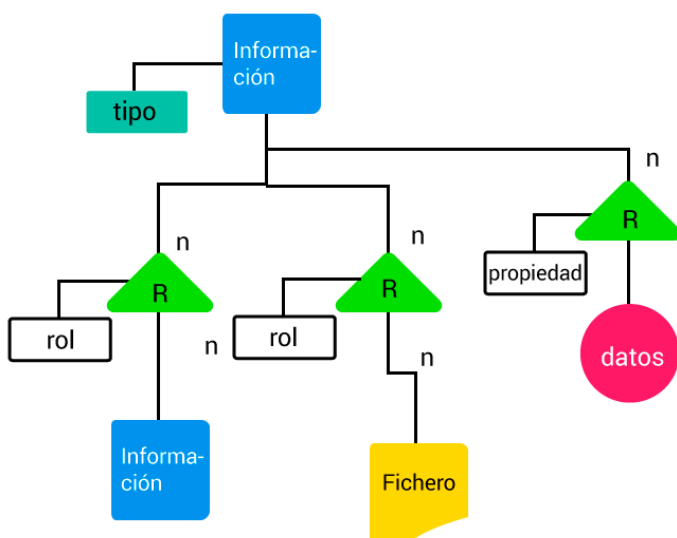 Informa-
ción
tipo
n
R
propiedad
datos
n
R
rol
n
Informa-
ción
n
R
rol
n
Fichero